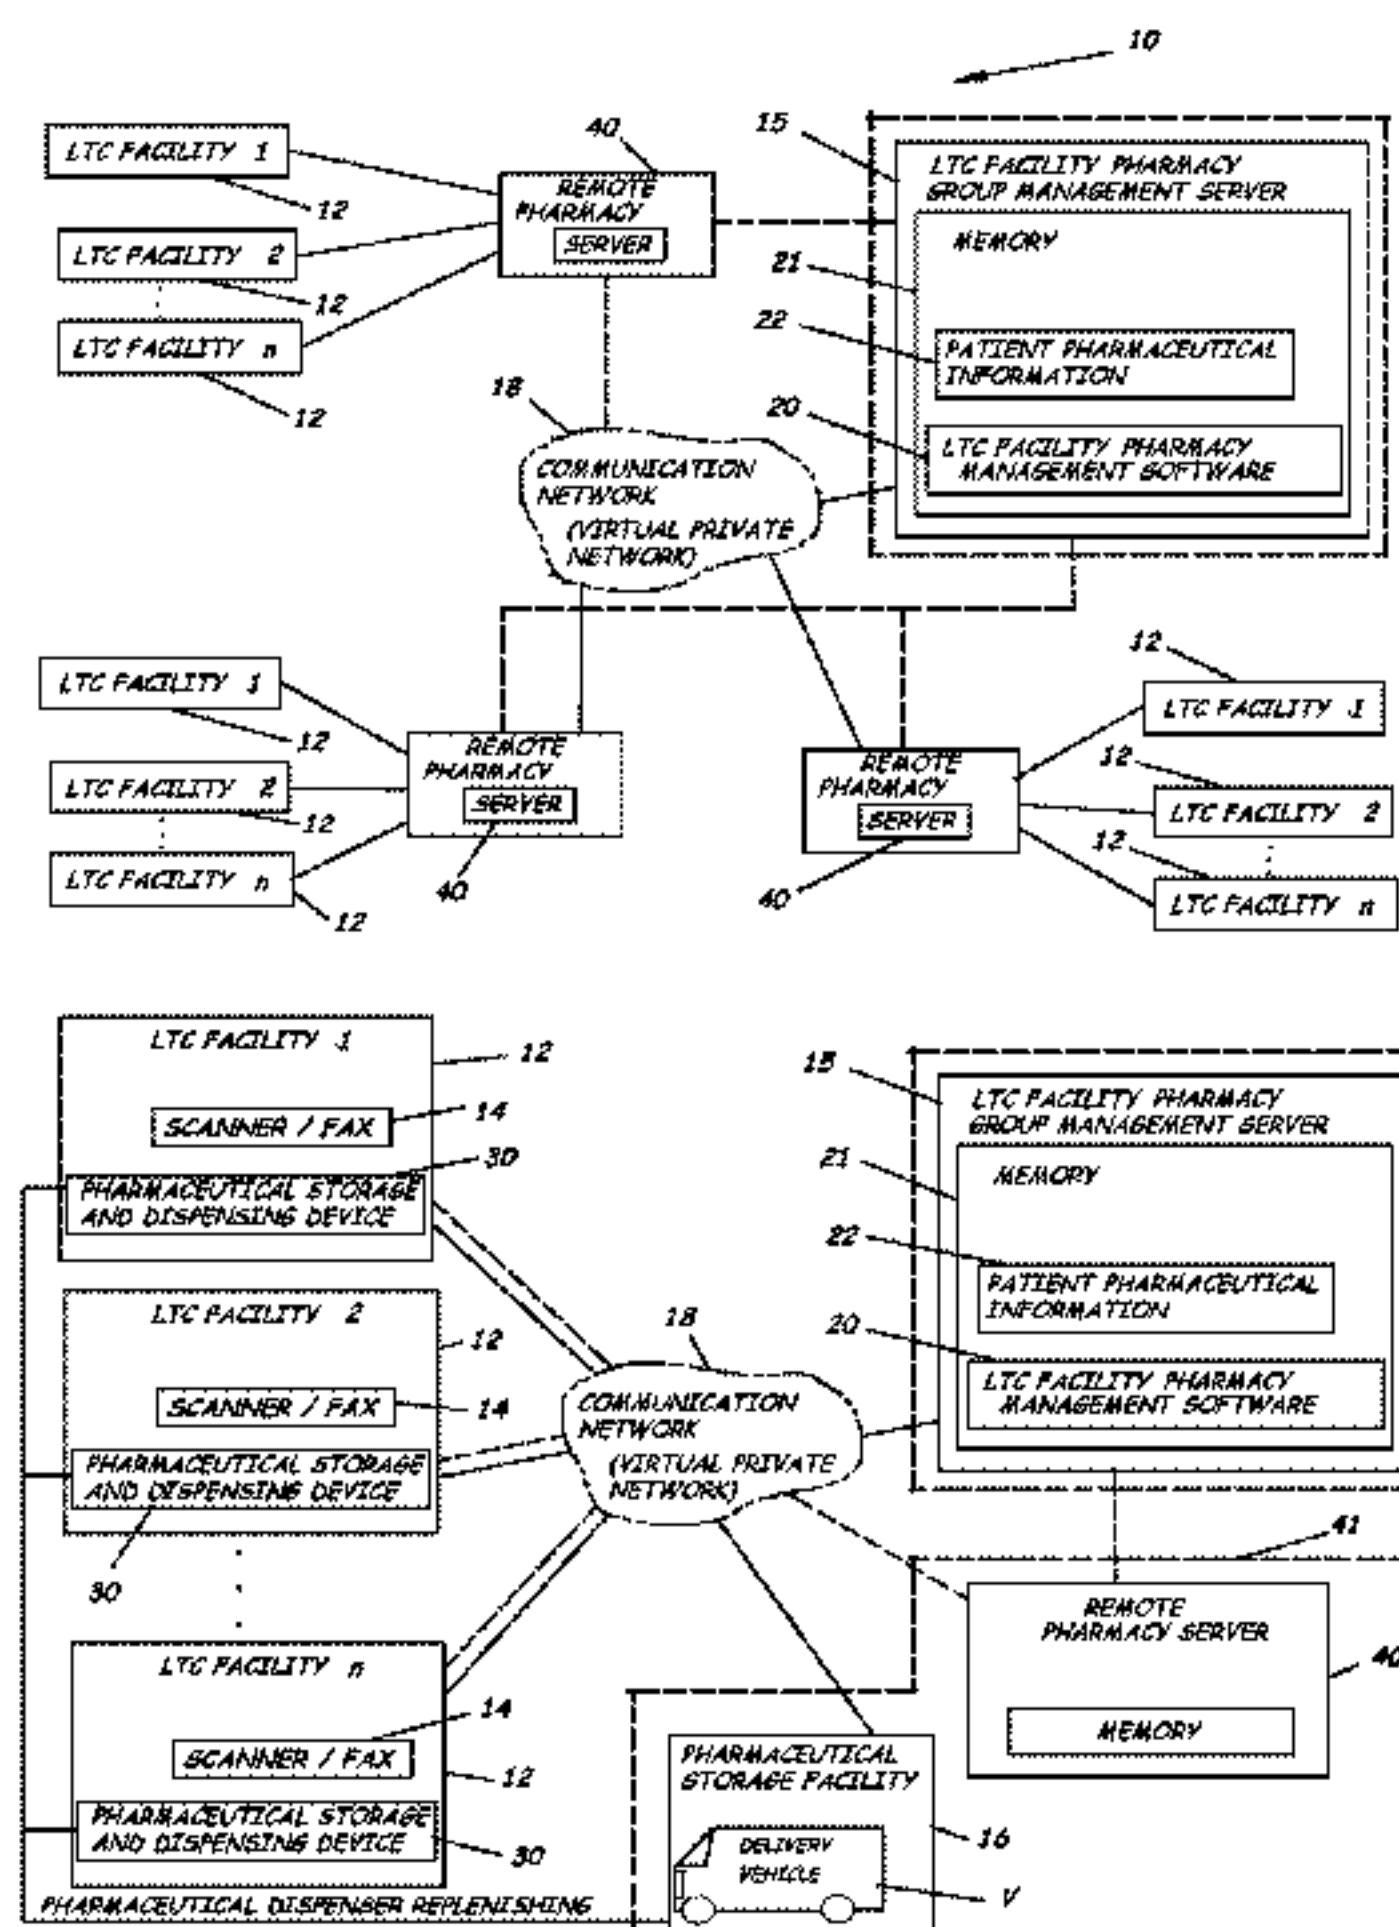 10
40
15
LTC FACILITY 1
LTC FACILITY PHARMACY
GROUP MANAGEMENT SERVER
REMOTE
PHARMACY
SERVER
12
MEMORY
LTC FACILITY 2
21
12
22
PATIENT PHARMACEUTICAL
INFORMATION
LTC FACILITY n
18
12
20
LTC FACILITY PHARMACY
MANAGEMENT SOFTWARE
COMMUNICATION
NETWORK
(VIRTUAL PRIVATE
NETWORK)
12
LTC FACILITY 1
LTC FACILITY 1
12
REMOTE
PHARMACY
SERVER
REMOTE
PHARMACY
SERVER
12
LTC FACILITY 2
LTC FACILITY 2
12
12
LTC FACILITY n
40
40
LTC FACILITY n
12
LTC FACILITY 1
12
15
LTC FACILITY PHARMACY
GROUP MANAGEMENT SERVER
SCANNER / FAX
14
30
21
MEMORY
PHARMACEUTICAL STORAGE
AND DISPENSING DEVICE
22
PATIENT PHARMACEUTICAL
INFORMATION
LTC FACILITY 2
12
18
20
LTC FACILITY PHARMACY
MANAGEMENT SOFTWARE
SCANNER / FAX
14
COMMUNICATION
NETWORK
(VIRTUAL PRIVATE
NETWORK)
PHARMACEUTICAL STORAGE
AND DISPENSING DEVICE
30
41
REMOTE
PHARMACY SERVER
40
MEMORY
LTC FACILITY n
14
SCANNER / FAX
12
PHARMACEUTICAL STORAGE
AND DISPENSING DEVICE
30
PHARMACEUTICAL
STORAGE FACILITY
16
DELIVERY
VEHICLE
V
PHARMACEUTICAL DISPENSER REPLENISHING